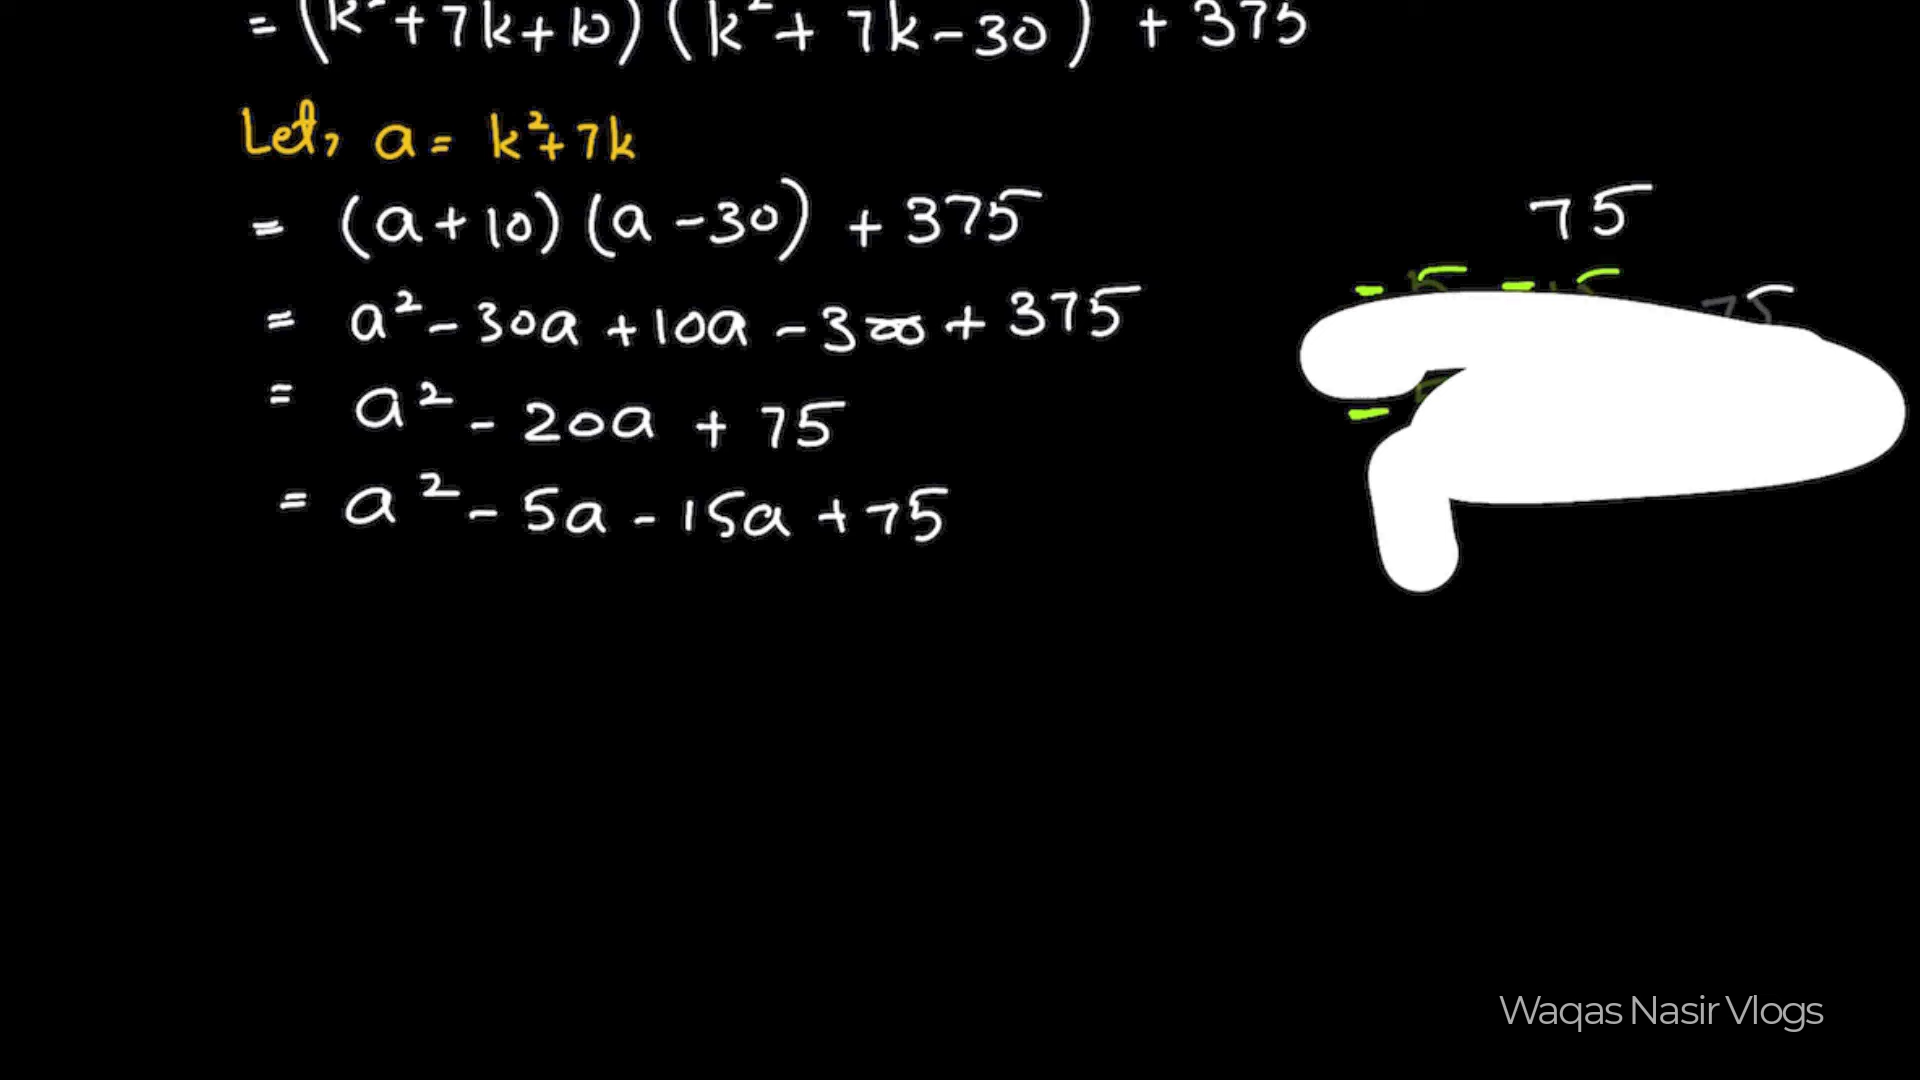 = (k²+7k+10)(k²+7k-30) + 375
Let, a = k²+7k
= (a+10)(a-30) + 375
75
= a²-30a+10a-300+375
= a²-20a+75
= a²-5a-15a+75
Waqas Nasir Vlogs